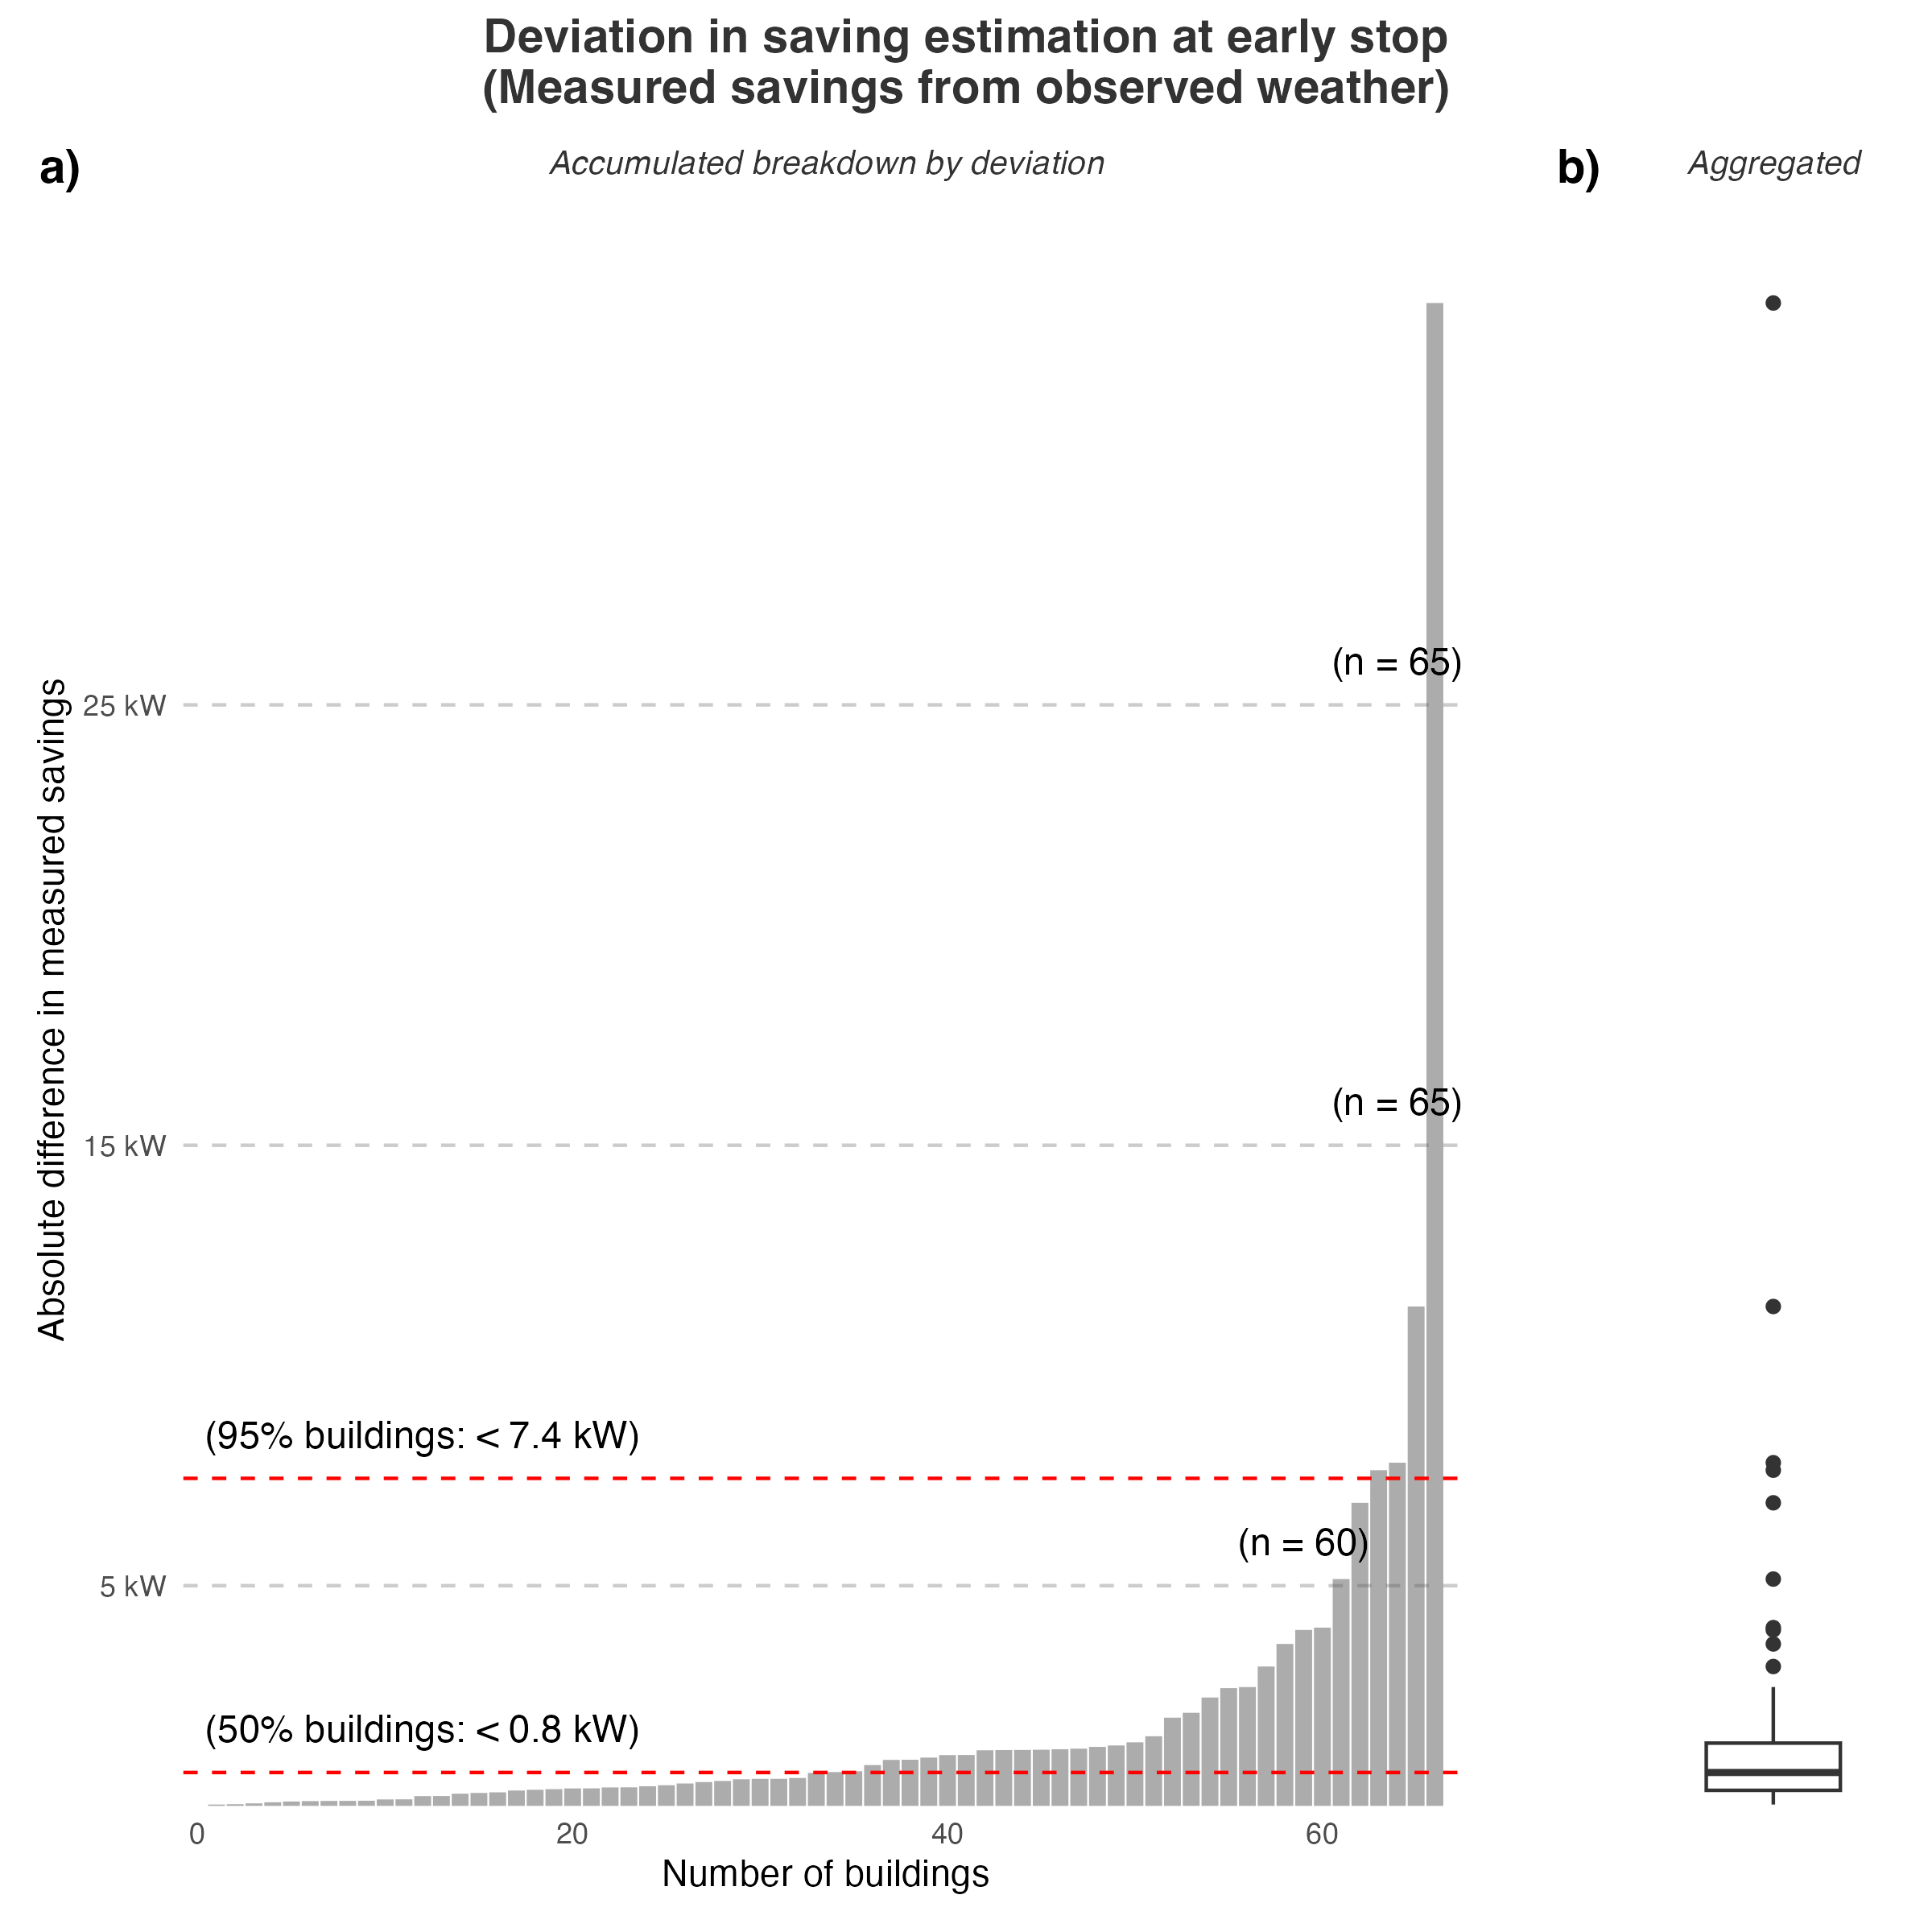 Deviation in saving estimation at early stop
(Measured savings from observed weather)
a)
Accumulated breakdown by deviation
b)
Aggregated
Absolute difference in measured savings
25 kW
15 kW
5 kW
(n = 65)
(n = 65)
(95% buildings: < 7.4 kW)
(n = 60)
(50% buildings: < 0.8 kW)
0
20
40
60
Number of buildings